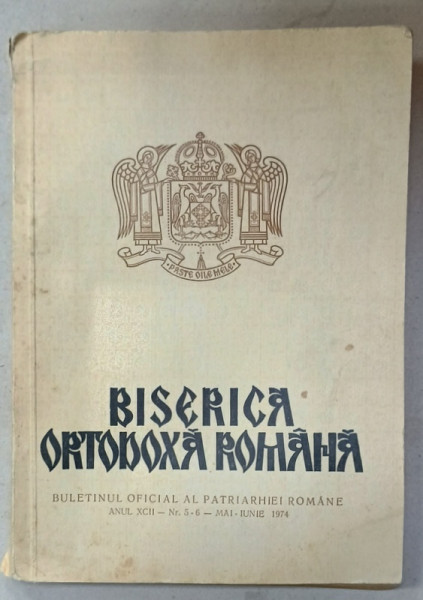 PASTE OILE MELE
BISERICA
ORTODOXĂ ROMÂNĂ
BULETINUL OFICIAL AL PATRIARHIEI ROMÂNE
ANUL XCII — Nr. 5-6 — MAI-IUNIE 1974